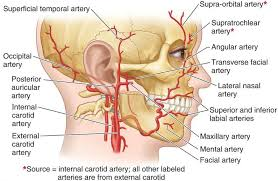 Superficial temporal artery
Supra-orbital artery*
Supratrochlear
artery*
Angular artery
Transverse facial
artery
Lateral nasal
artery
Superior and inferior
labial arteries
Maxillary artery
Mental artery
Facial artery
Occipital
artery
Posterior
auricular
artery
Internal
carotid
artery
External
carotid
artery
*Source = internal carotid artery; all other labeled
arteries are from external carotid